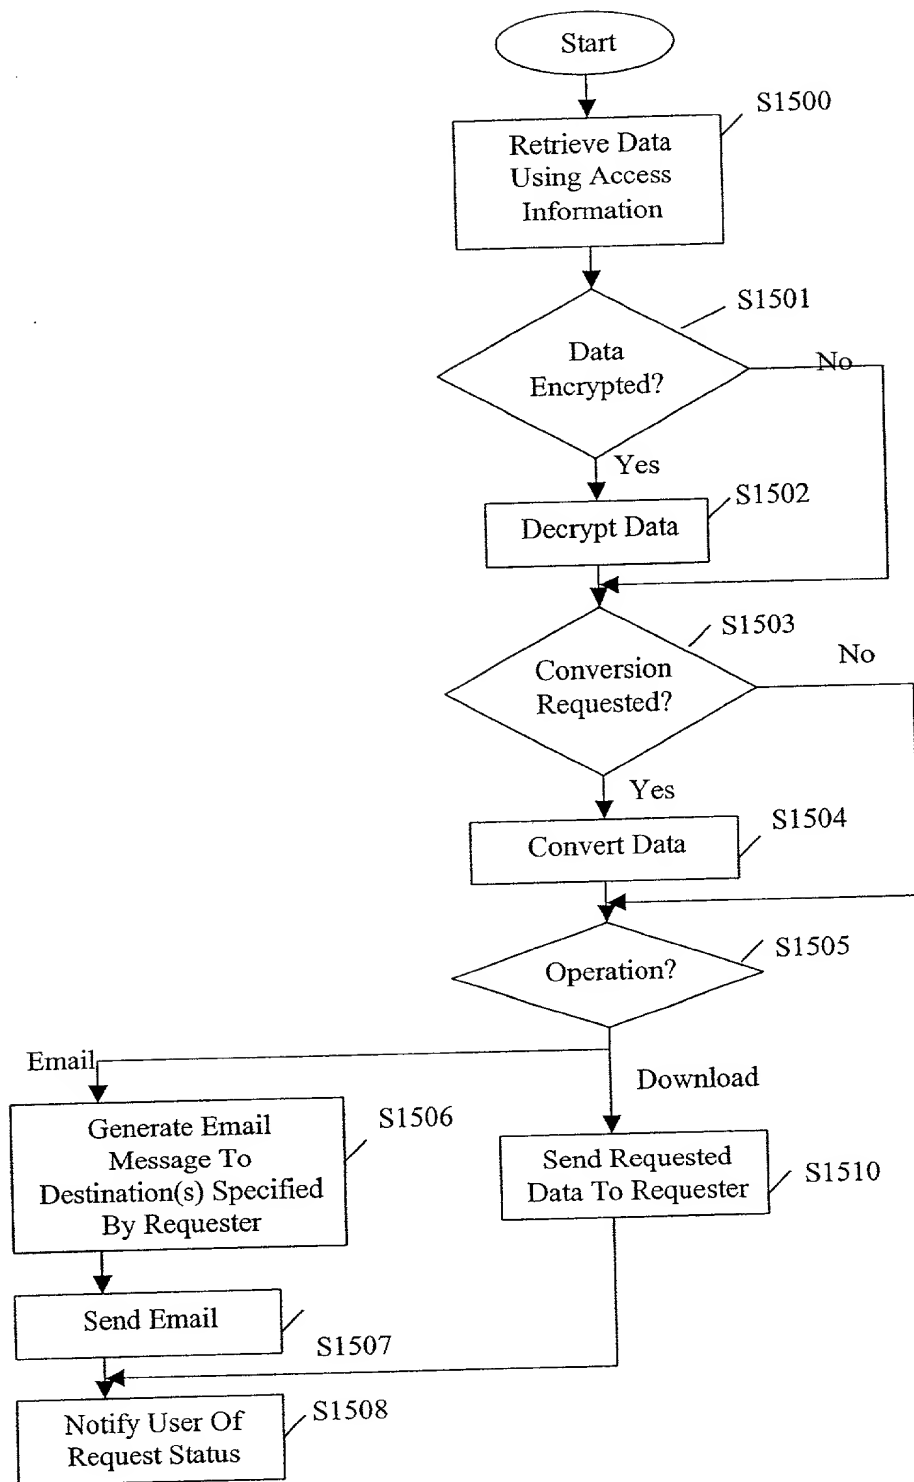 Start
S1500
Retrieve Data
Using Access
Information
S1501
Data
Encrypted?
No
Yes
S1502
Decrypt Data
S1503
Conversion
Requested?
No
Yes
S1504
Convert Data
S1505
Operation?
Email
Download
S1506
Generate Email
Message To
Destination(s) Specified
By Requester
Send Requested
Data To Requester
S1510
Send Email
S1507
Notify User Of
Request Status
S1508